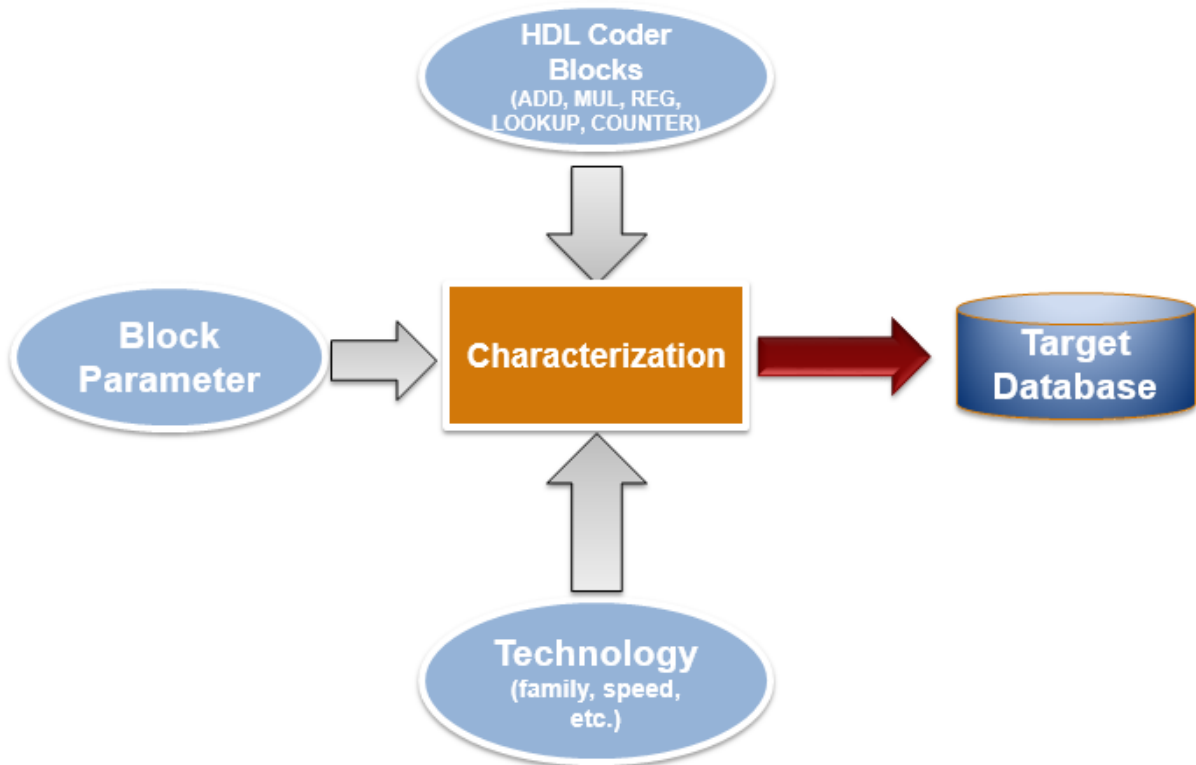 HDL Coder
Blocks
(ADD, MUL, REG,
LOOKUP, COUNTER)
Block
Parameter
Characterization
Target
Database
Technology
(family, speed,
etc.)